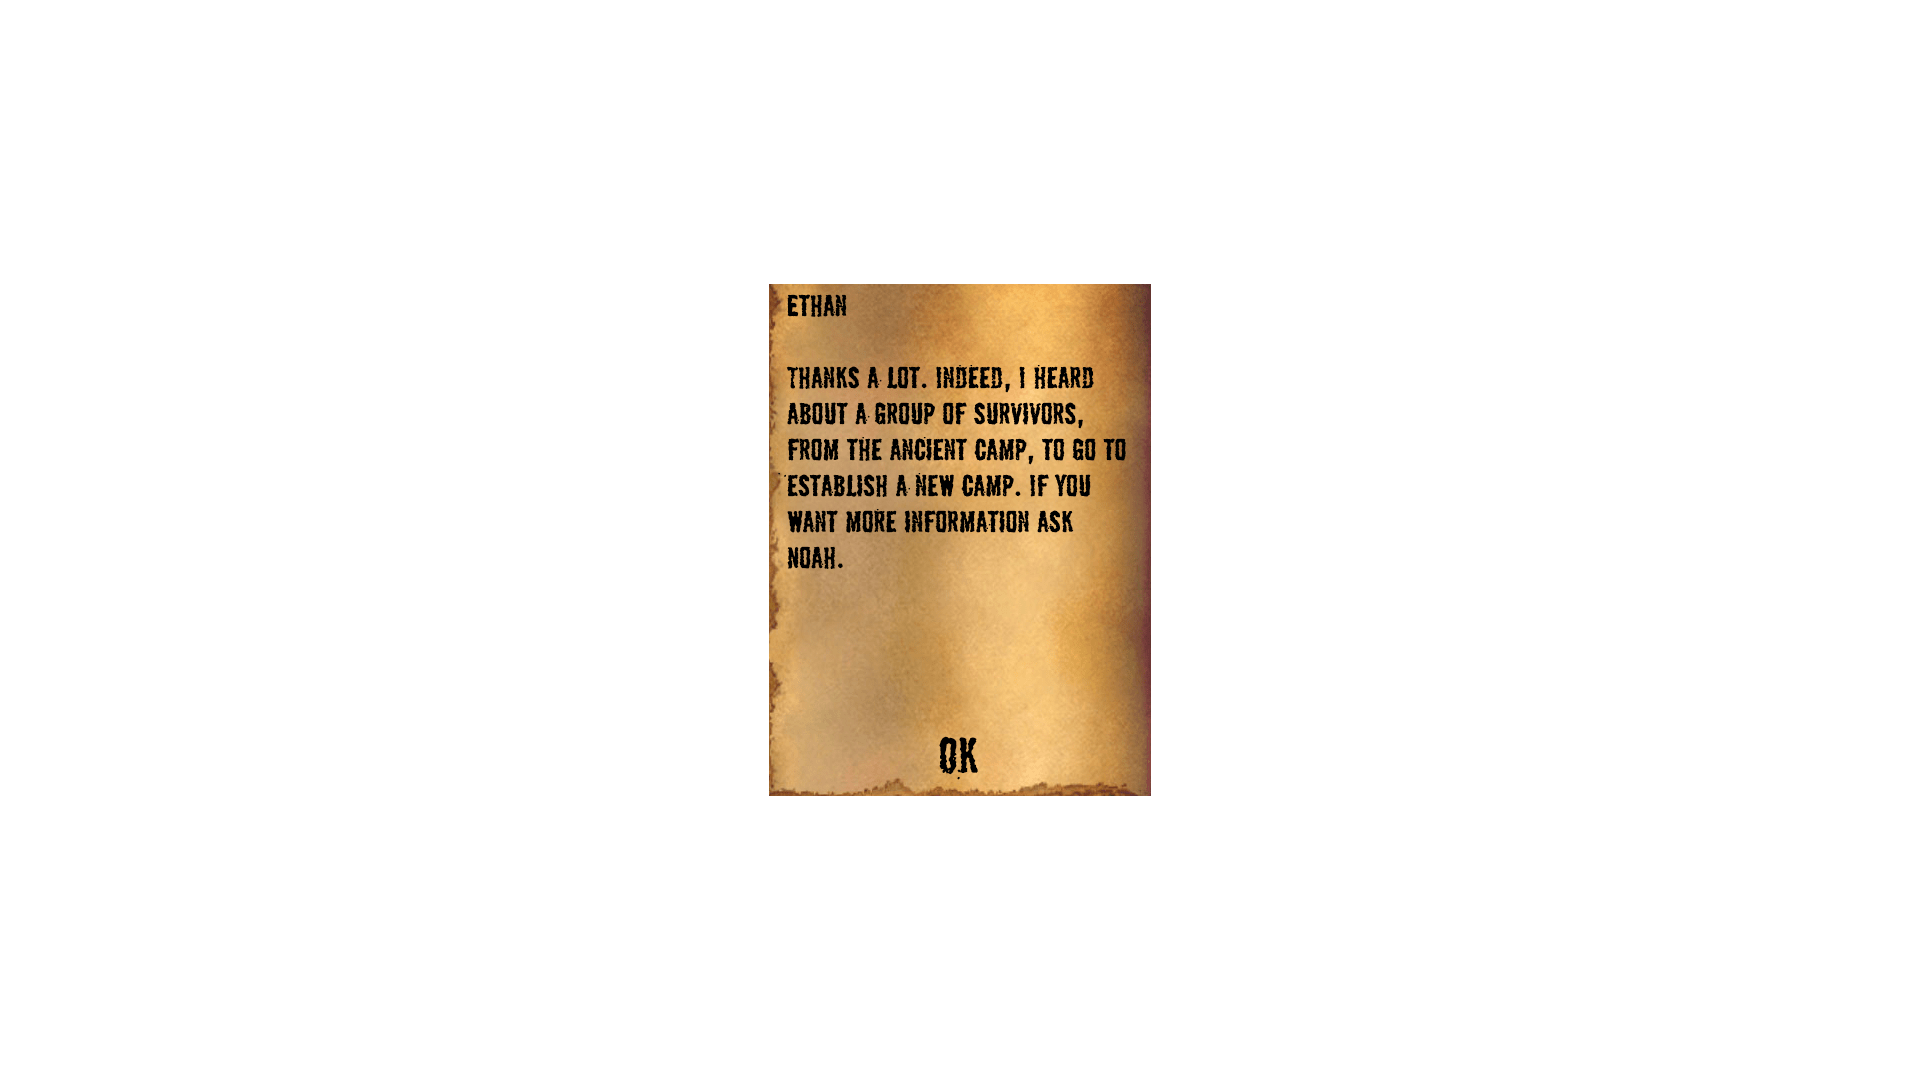 ETHAN
THANKS A LOT. INDEED, I HEARD
ABOUT A GROUP OF SURVIVORS,
FROM THE ANCIENT CAMP, TO GO TO
ESTABLISH A NEW CAMP. IF YOU
WANT MORE INFORMATION ASK
NOAH.
OK